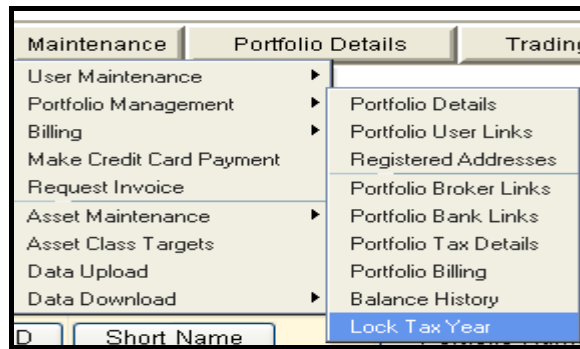 Maintenance Portfolio Details Trading
User Maintenance
Portfolio Management
Billing
Make Credit Card Payment
Request Invoice
Asset Maintenance
Asset Class Targets
Data Upload
Data Download
Portfolio Details
Portfolio User Links
Registered Addresses
Portfolio Broker Links
Portfolio Bank Links
Portfolio Tax Details
Portfolio Billing
Balance History
Lock Tax Year
D Short Name